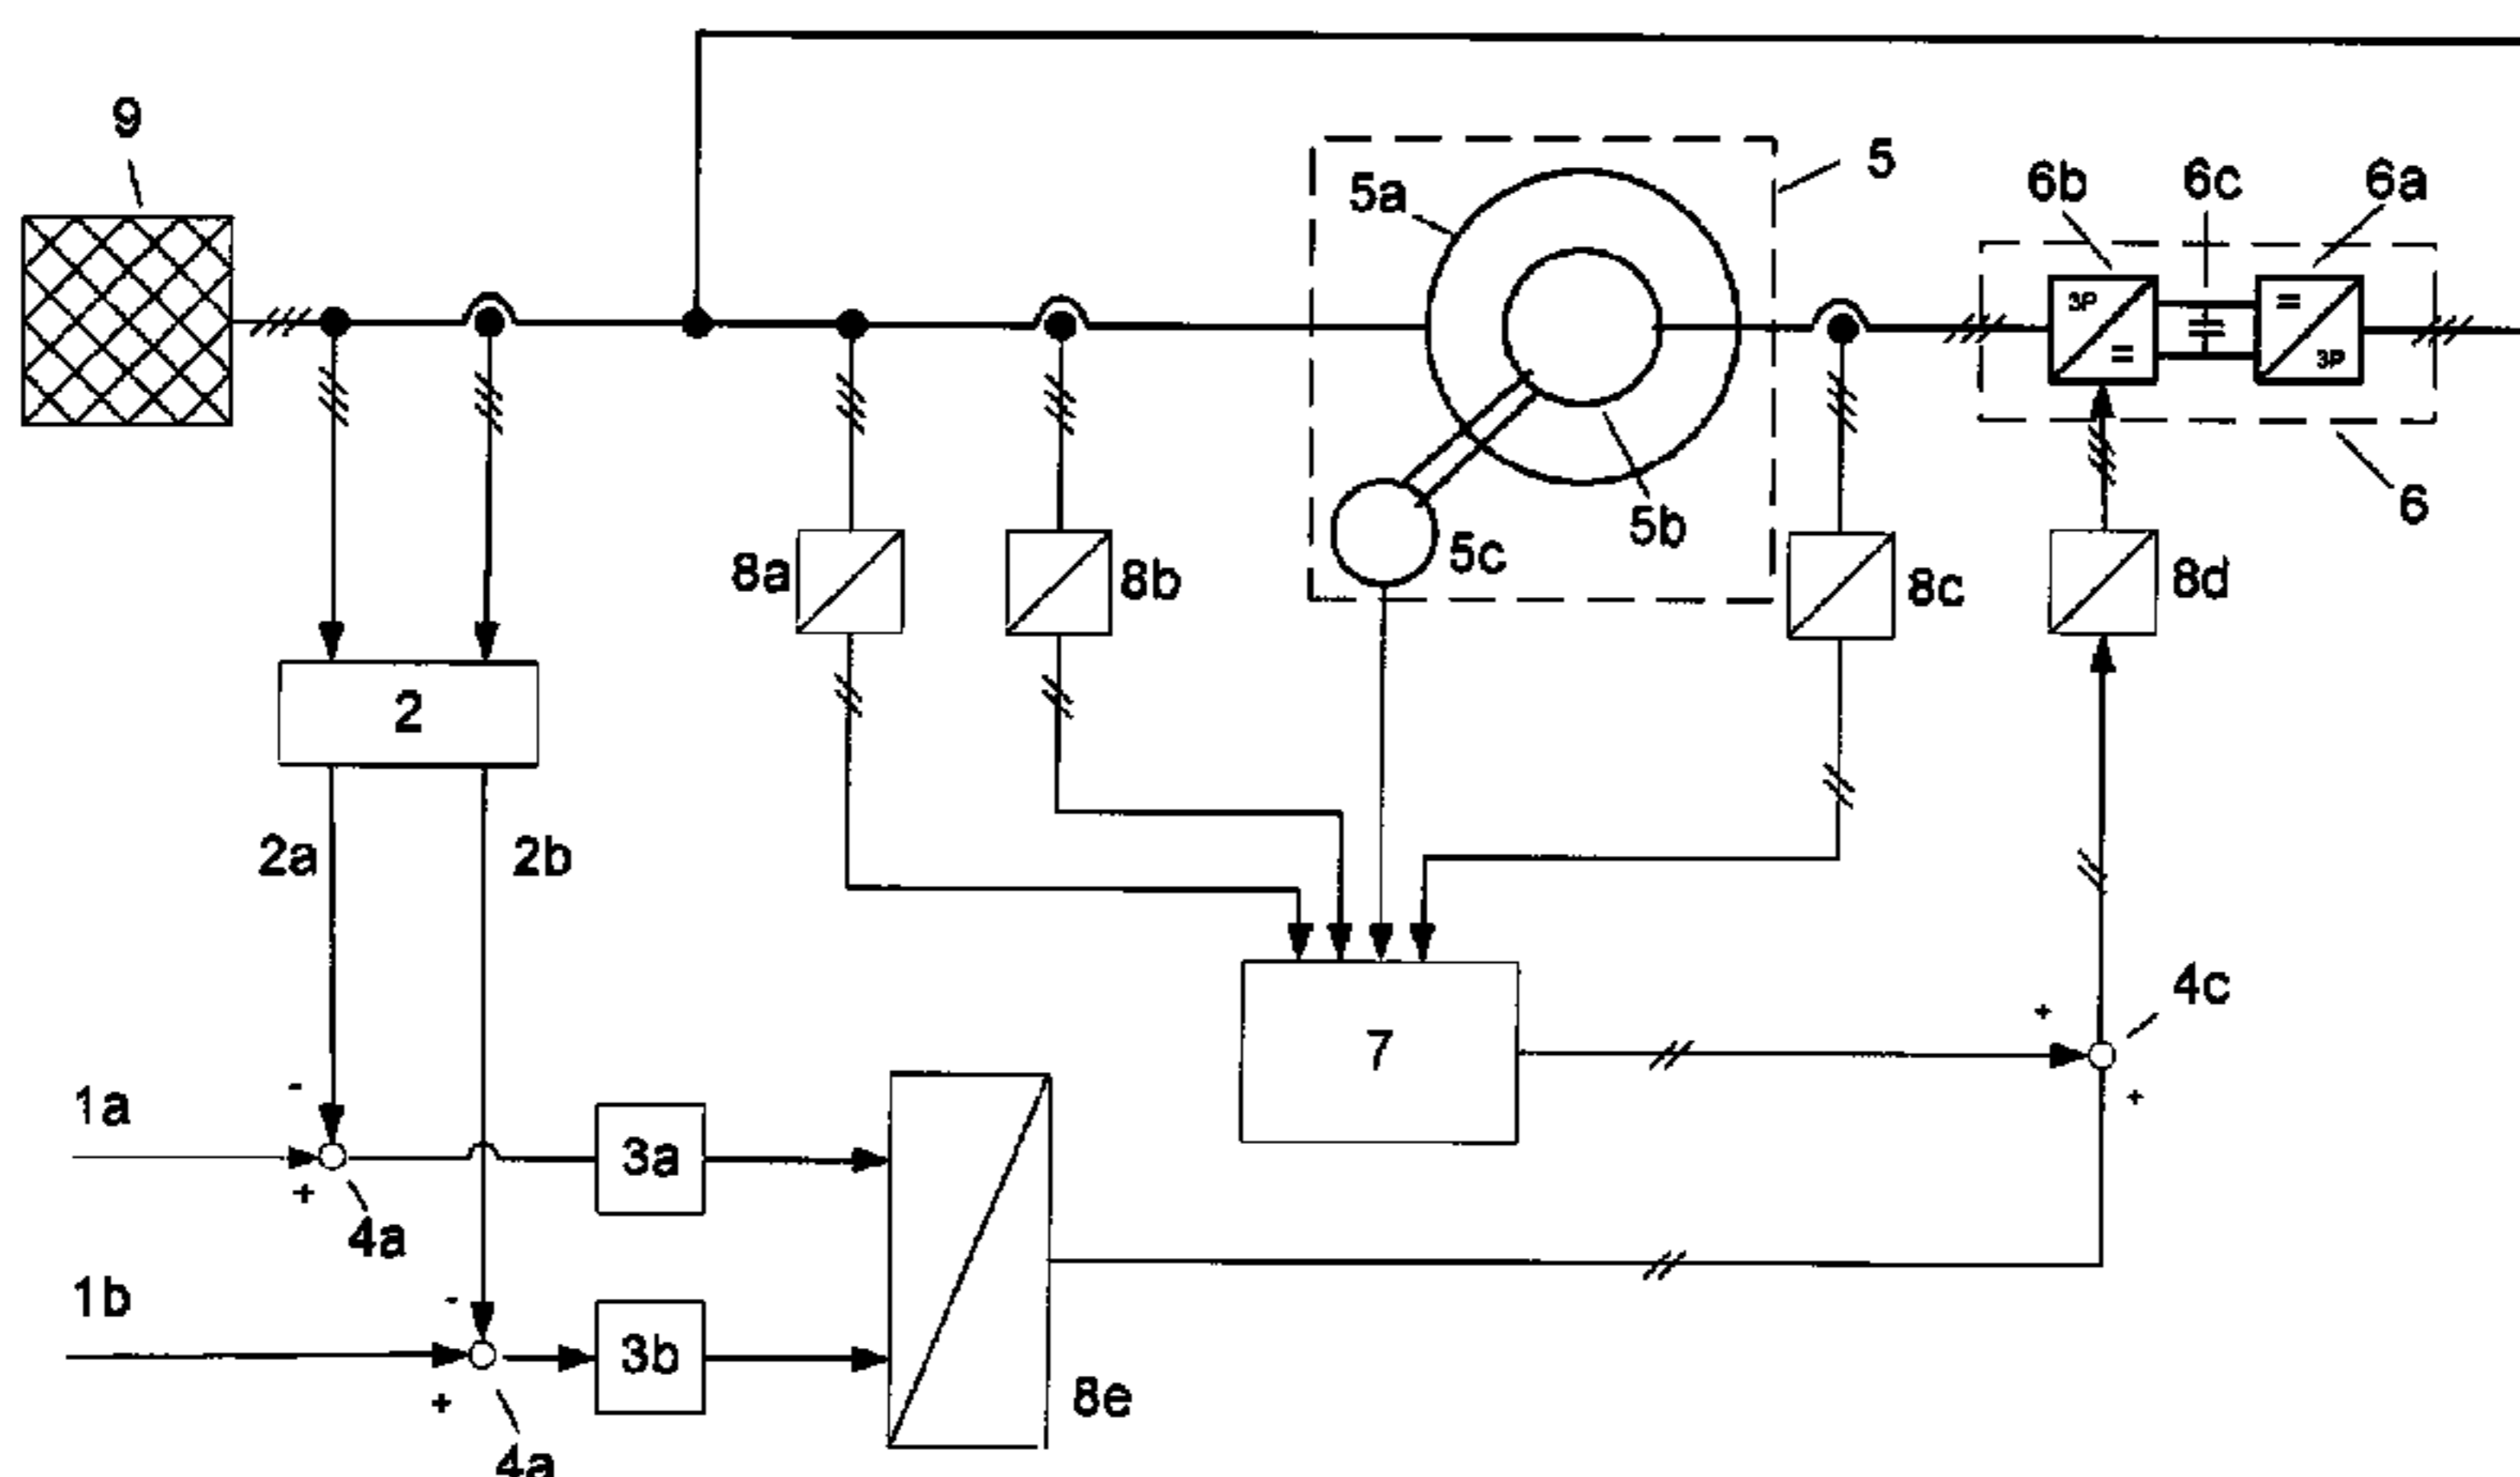 9
5
5a
6b
6c
6a
3P
=
=
3P
5b
5c
6
8a
8b
8c
8d
2
2a
2b
4c
+
7
+
-
1a
3a
+
4a
1b
-
3b
+
8e
4a